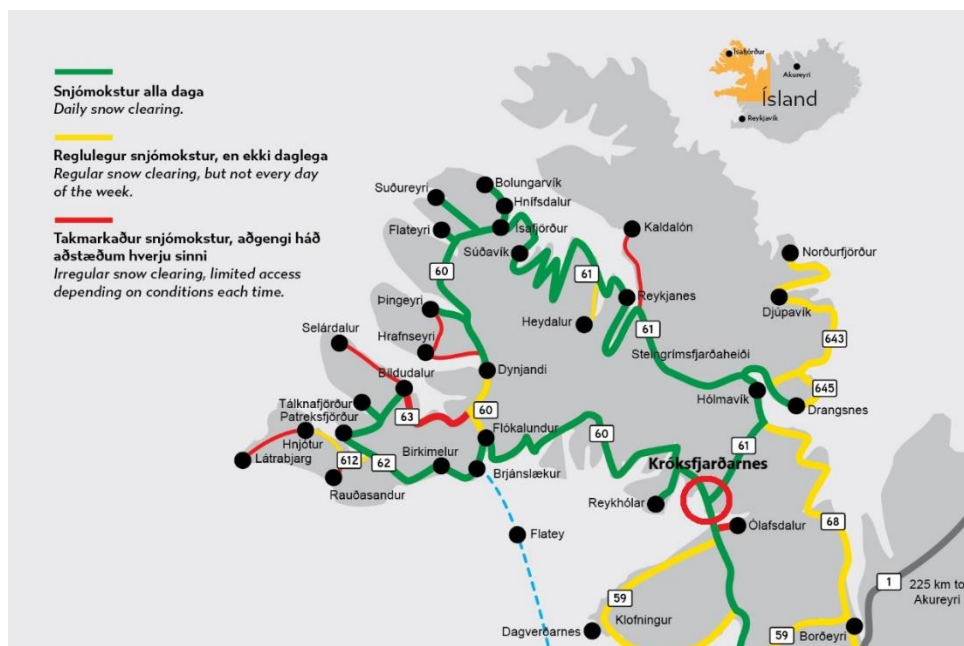 Snjómokstur alla daga
Daily snow clearing.
Reglulegur snjómokstur, en ekki daglega
Regular snow clearing, but not every day
of the week.
Takmarkaður snjómokstur, aðgengi háð
aðstæðum hverju sinni
Irregular snow clearing, limited access
depending on conditions each time.
Ísafjörður
Akureyri
Ísland
Reykjavík
Bolungarvík
Suðureyri
Hnífsdalur
Flateyri
Ísafjörður
Kaldalón
Súðavík
Norðurfjörður
60
61
Þingeyri
Reykjanes
Djúpavík
Heydalur
61
Selárdalur
Hrafnseyri
643
Steingrímsfjarðaheiði
Bíldudalur
Dynjandi
645
Tálknafjörður
63
60
Hólmavík
Drangsnes
Patreksfjörður
Flókalundur
60
61
Hnjótur
Birkimelur
Króksfjarðarnes
Látrabjarg
612
62
Brjánslækur
Rauðasandur
Reykhólar
68
Ólafsdalur
Flatey
1
225 km to
Akureyri
59
Klofningur
Dagverðarnes
59
Borðeyri